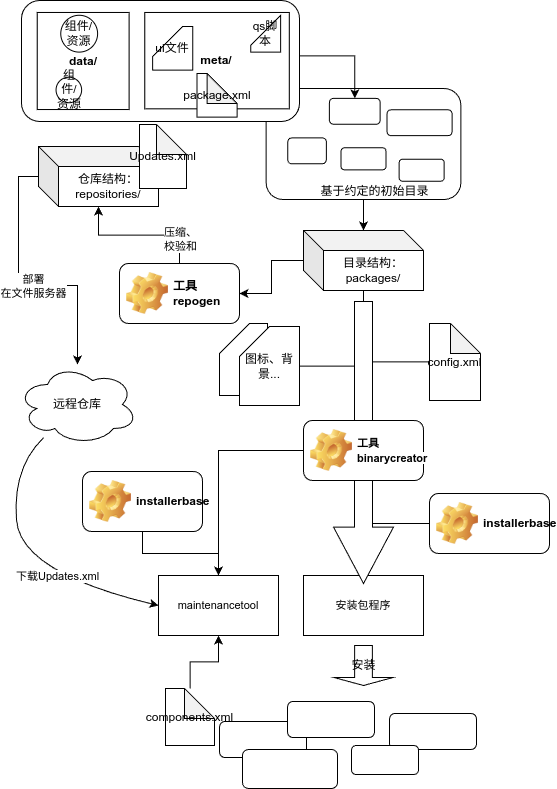 组件/
资源
data/
组
件/
资源
ui文件
meta/
qs脚
本
package.xml
基于约定的初始目录
Updates.xml
仓库结构：
repositories/
压缩、
校验和
目录结构：
packages/
工具
repogen
部署
在文件服务器
图标、背
景...
config.xml
远程仓库
工具
binarycreator
installerbase
installerbase
下载Updates.xml
maintenancetool
安装包程序
安装
components.xml